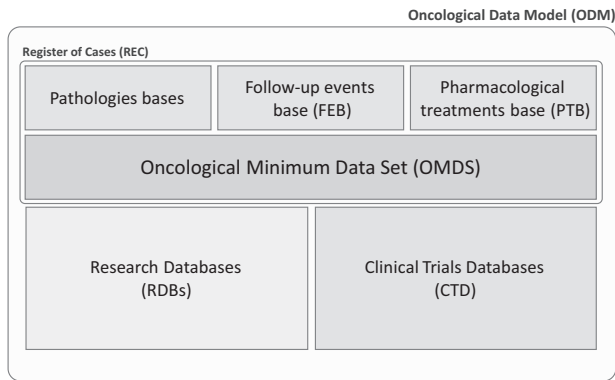 Oncological Data Model (ODM)
Register of Cases (REC)
Pathologies bases
Follow-up events
base (FEB)
Pharmacological
treatments base (PTB)
Oncological Minimum Data Set (OMDS)
Research Databases
(RDBs)
Clinical Trials Databases
(CTD)